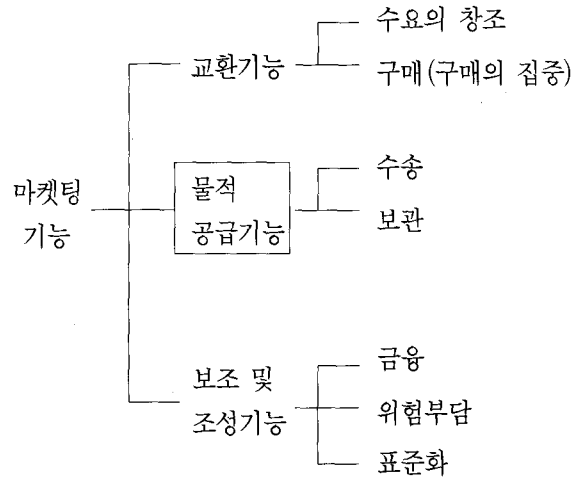 수요의 창조
교환기능
구매(구매의 집중)
마켓팅
기능
물적
공급기능
수송
보관
보조 및
조성기능
금융
위험부담
표준화